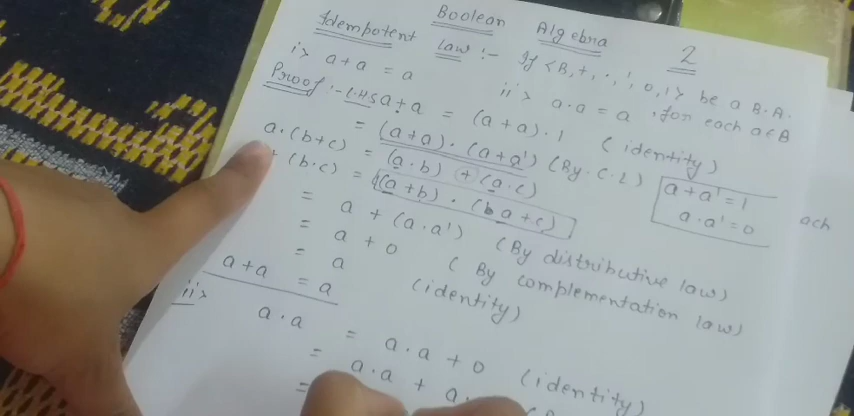 Boolean Algebra 2
Idempotent Law :- If <B, +, ·, ', 0, 1> be a B.A.
i> a + a = a ii> a · a = a , for each a ∈ B
Proof :- L.H.S a + a = (a + a) · 1 (identity)
= (a + a) · (a + a') (By. C. L)
a + a' = 1
a · a' = 0
a · (b + c) = (a · b) + (a · c)
+ (b · c) = (a + b) · (b a + c)
ach
= a + (a · a') (By distributive law)
= a + 0 (By complementation law)
= a (identity)
a + a = a
ii> a · a = a · a + 0 (identity)
= a · a + a ·
=